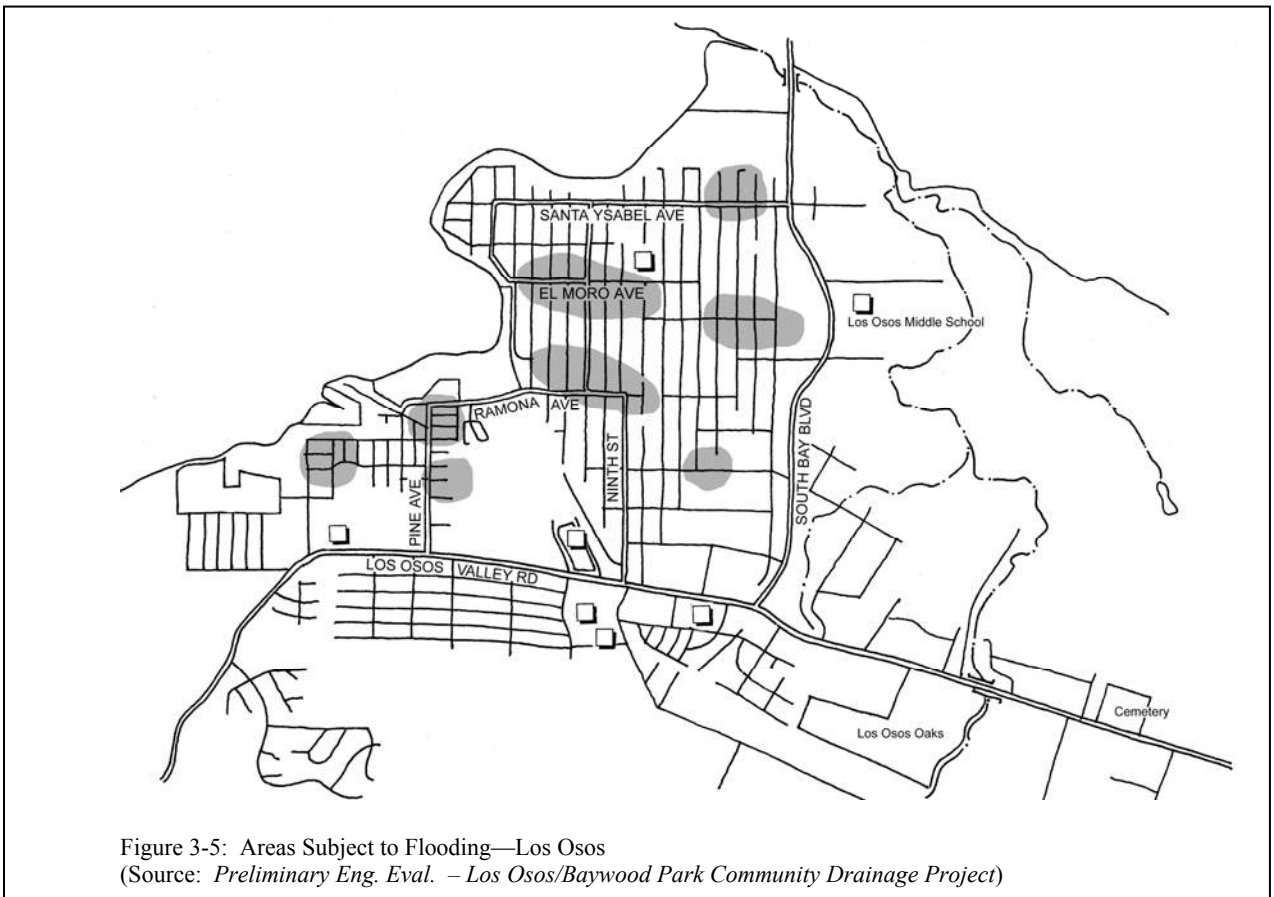 SANTA YSABEL AVE
EL MORO AVE
Los Osos Middle School
RAMONA AVE
SOUTH BAY BLVD
NINTH ST
PINE AVE
LOS OSOS VALLEY RD
Cemetery
Los Osos Oaks
Figure 3-5: Areas Subject to Flooding—Los Osos
(Source: Preliminary Eng. Eval. – Los Osos/Baywood Park Community Drainage Project)